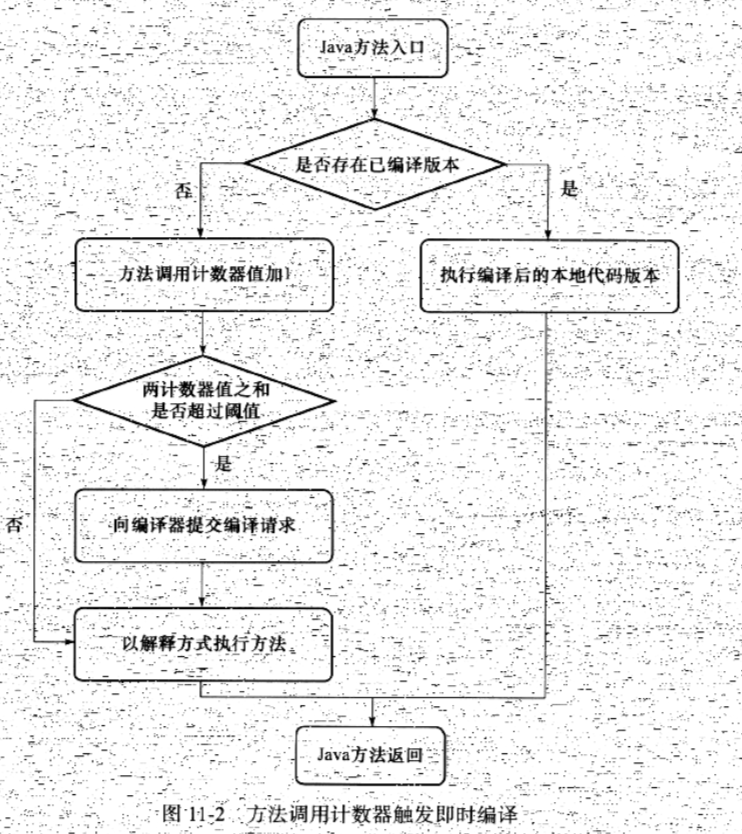 Java方法入口
是否存在已编译版本
否
是
方法调用计数器值加1
执行编译后的本地代码版本
两计数器值之和
是否超过阈值
是
否
向编译器提交编译请求
以解释方式执行方法
Java方法返回
图 11-2 方法调用计数器触发即时编译